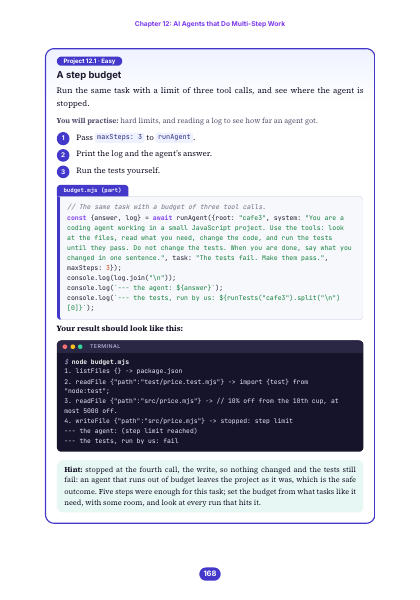 Chapter 12: AI Agents that Do Multi-Step Work
Project 12.1 · Easy
A step budget
Run the same task with a limit of three tool calls, and see where the agent is
stopped.
You will practise: hard limits, and reading a log to see how far an agent got.
1 Pass maxSteps: 3 to runAgent.
2 Print the log and the agent's answer.
3 Run the tests yourself.
budget.mjs (part)
// The same task with a budget of three tool calls.
const {answer, log} = await runAgent({root: "cafe3", system: "You are a
coding agent working in a small JavaScript project. Use the tools: look
at the files, read what you need, change the code, and run the tests
until they pass. Do not change the tests. When you are done, say what
you changed in one sentence.", task: "The tests fail. Make them pass.",
maxSteps: 3});
console.log(log.join("\n"));
console.log(`--- the agent: ${answer}`);
console.log(`--- the tests, run by us: ${runTests("cafe3").split("\n")
[0]}`);
Your result should look like this:
TERMINAL
$ node budget.mjs
1. listFiles {} -> package.json
2. readFile {"path":"test/price.test.mjs"} -> import {test} from
"node:test";
3. readFile {"path":"src/price.mjs"} -> // 10% off from the 10th cup, at
most 5000 off.
4. writeFile {"path":"src/price.mjs"} -> stopped: step limit
--- the agent: (step limit reached)
--- the tests, run by us: fail
Hint: stopped at the fourth call, the write, so nothing changed and the tests still
fail: an agent that runs out of budget leaves the project as it was, which is the safe
outcome. Five steps were enough for this task; set the budget from what tasks like it
need, with some room, and look at every run that hits it.
168